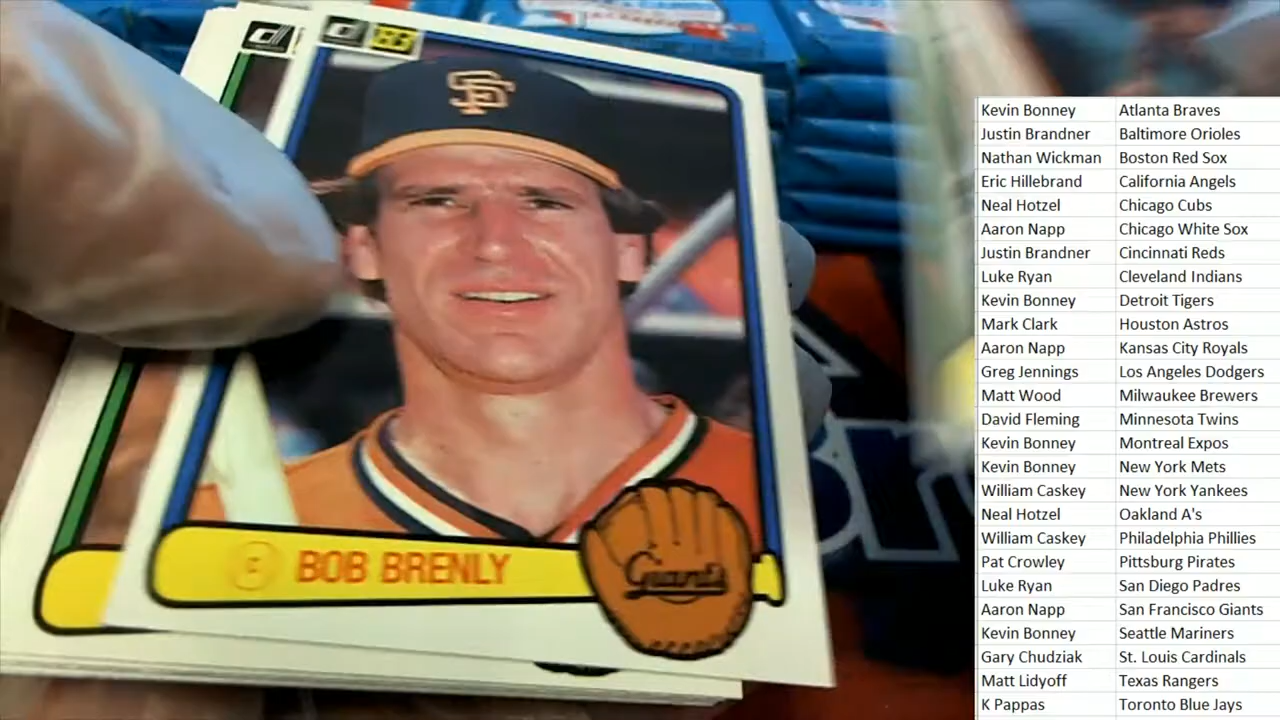 d 83
SF
BOB BRENLY
Giants
Kevin Bonney Atlanta Braves
Justin Brandner Baltimore Orioles
Nathan Wickman Boston Red Sox
Eric Hillebrand California Angels
Neal Hotzel Chicago Cubs
Aaron Napp Chicago White Sox
Justin Brandner Cincinnati Reds
Luke Ryan Cleveland Indians
Kevin Bonney Detroit Tigers
Mark Clark Houston Astros
Aaron Napp Kansas City Royals
Greg Jennings Los Angeles Dodgers
Matt Wood Milwaukee Brewers
David Fleming Minnesota Twins
Kevin Bonney Montreal Expos
Kevin Bonney New York Mets
William Caskey New York Yankees
Neal Hotzel Oakland A's
William Caskey Philadelphia Phillies
Pat Crowley Pittsburg Pirates
Luke Ryan San Diego Padres
Aaron Napp San Francisco Giants
Kevin Bonney Seattle Mariners
Gary Chudziak St. Louis Cardinals
Matt Lidyoff Texas Rangers
K Pappas Toronto Blue Jays